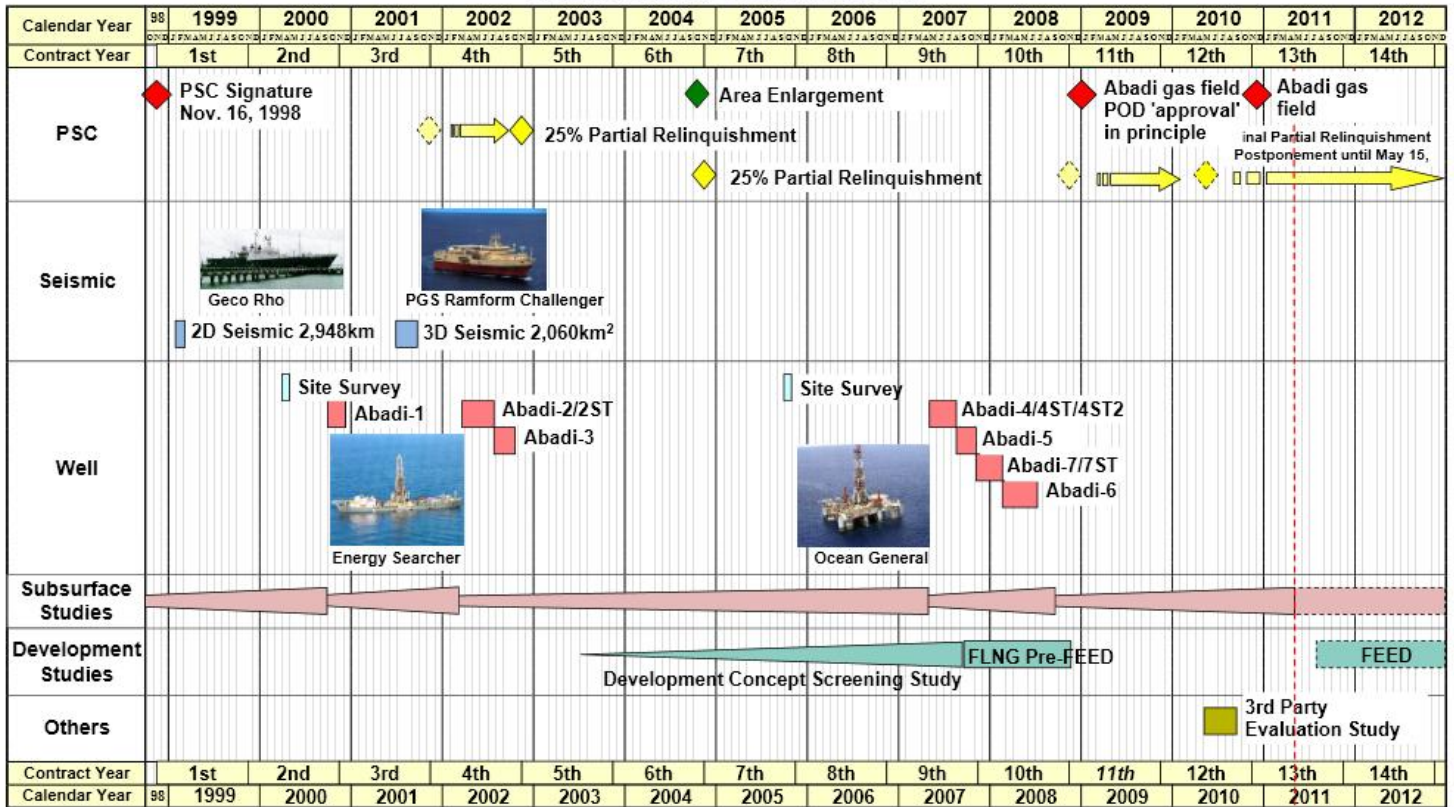 Calendar Year 98 1999 2000 2001 2002 2003 2004 2005 2006 2007 2008 2009 2010 2011 2012
O N D J F M A M J J A S O N D J F M A M J J A S O N D J F M A M J J A S O N D J F M A M J J A S O N D J F M A M J J A S O N D J F M A M J J A S O N D J F M A M J J A S O N D J F M A M J J A S O N D J F M A M J J A S O N D J F M A M J J A S O N D J F M A M J J A S O N D J F M A M J J A S O N D J F M A M J J A S O N D J F M A M J J A S O N D
Contract Year 1st 2nd 3rd 4th 5th 6th 7th 8th 9th 10th 11th 12th 13th 14th
PSC
PSC Signature
Nov. 16, 1998
Area Enlargement
25% Partial Relinquishment
25% Partial Relinquishment
Abadi gas field
POD 'approval'
in principle
Abadi gas
field
inal Partial Relinquishment
Postponement until May 15,
Seismic
Geco Rho
PGS Ramform Challenger
2D Seismic 2,948km
3D Seismic 2,060km²
Well
Site Survey
Abadi-1
Abadi-2/2ST
Abadi-3
Energy Searcher
Site Survey
Abadi-4/4ST/4ST2
Abadi-5
Abadi-7/7ST
Abadi-6
Ocean General
Subsurface
Studies
Development
Studies
Development Concept Screening Study
FLNG Pre-FEED
FEED
Others
3rd Party
Evaluation Study
Contract Year 1st 2nd 3rd 4th 5th 6th 7th 8th 9th 10th 11th 12th 13th 14th
Calendar Year 98 1999 2000 2001 2002 2003 2004 2005 2006 2007 2008 2009 2010 2011 2012